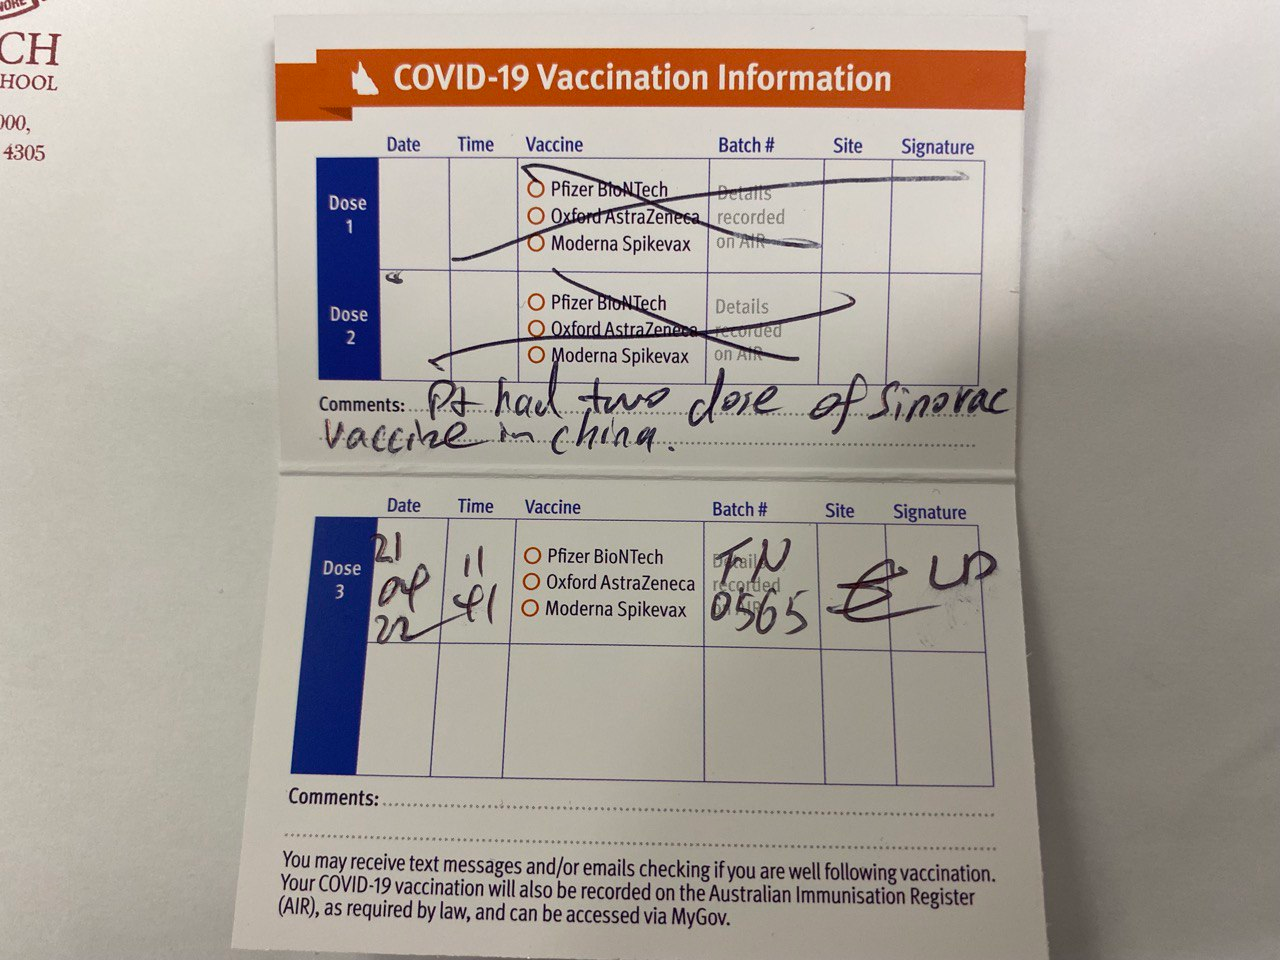 CH
HOOL
000,
4305
COVID-19 Vaccination Information
Date Time Vaccine Batch # Site Signature
Dose 1
Pfizer BioNTech
Oxford AstraZeneca
Moderna Spikevax
Details recorded on AIR
Dose 2
Pfizer BioNTech
Oxford AstraZeneca
Moderna Spikevax
Details recorded on AIR
Comments: Pt had two dose of Sinovac
Vaccine in china.
Date Time Vaccine Batch # Site Signature
Dose 3
21
04
22
11
41
Pfizer BioNTech
Oxford AstraZeneca
Moderna Spikevax
Details recorded on AIR
FN
0565
Comments:
You may receive text messages and/or emails checking if you are well following vaccination.
Your COVID-19 vaccination will also be recorded on the Australian Immunisation Register
(AIR), as required by law, and can be accessed via MyGov.